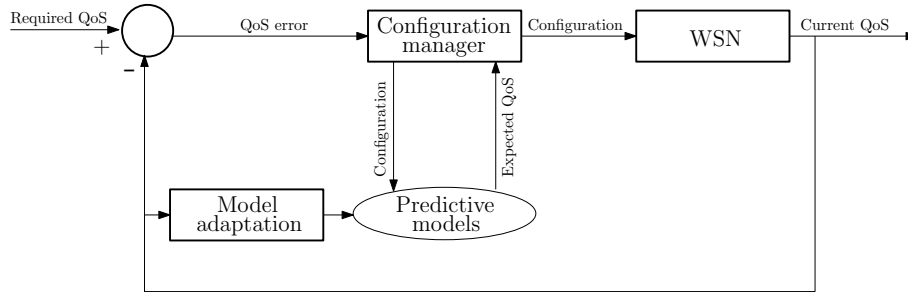 Required QoS
+
-
QoS error
Configuration
manager
Configuration
WSN
Current QoS
Configuration
Expected QoS
Model
adaptation
Predictive
models